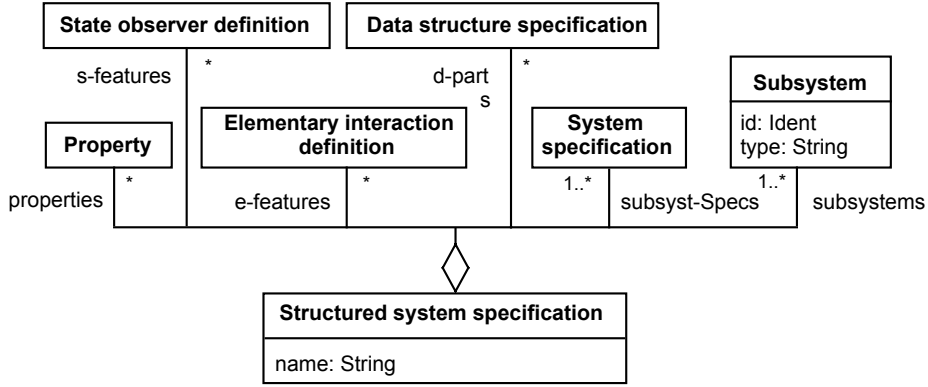 State observer definition
Data structure specification
s-features
*
d-part
s
*
Subsystem
id: Ident
type: String
Property
Elementary interaction
definition
System
specification
*
*
1..*
1..*
properties
e-features
subsyst-Specs
subsystems
Structured system specification
name: String